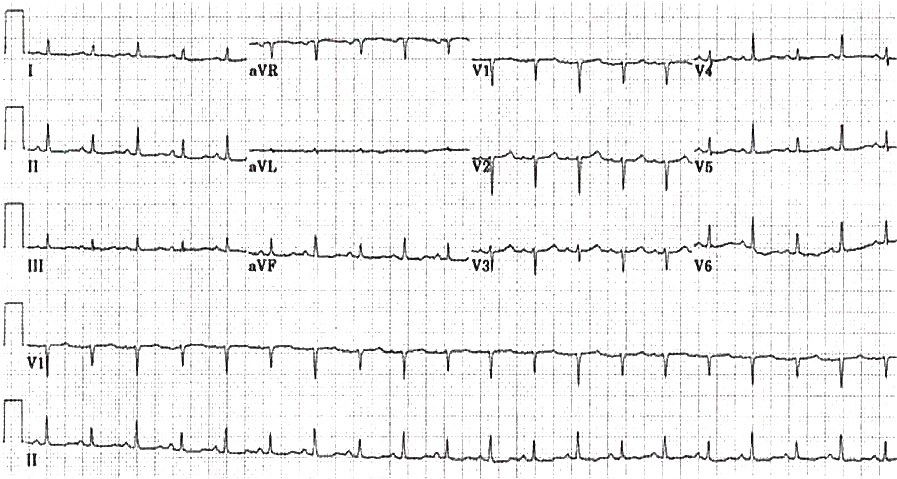 I aVR V1 V4
II aVL V2 V5
III aVF V3 V6
V1
II